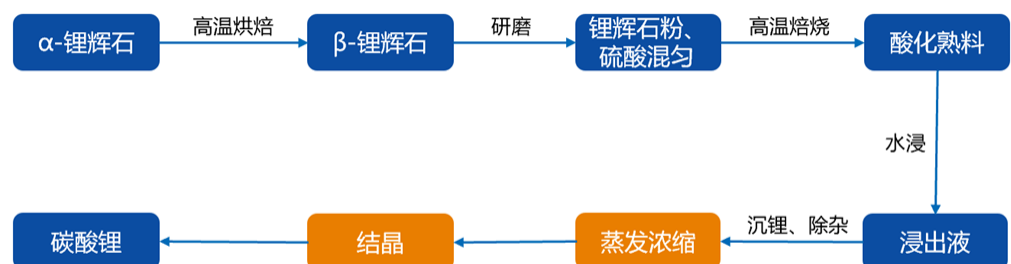 α-锂辉石
高温烘焙
β-锂辉石
研磨
锂辉石粉、
硫酸混匀
高温焙烧
酸化熟料
水浸
浸出液
沉锂、除杂
蒸发浓缩
结晶
碳酸锂